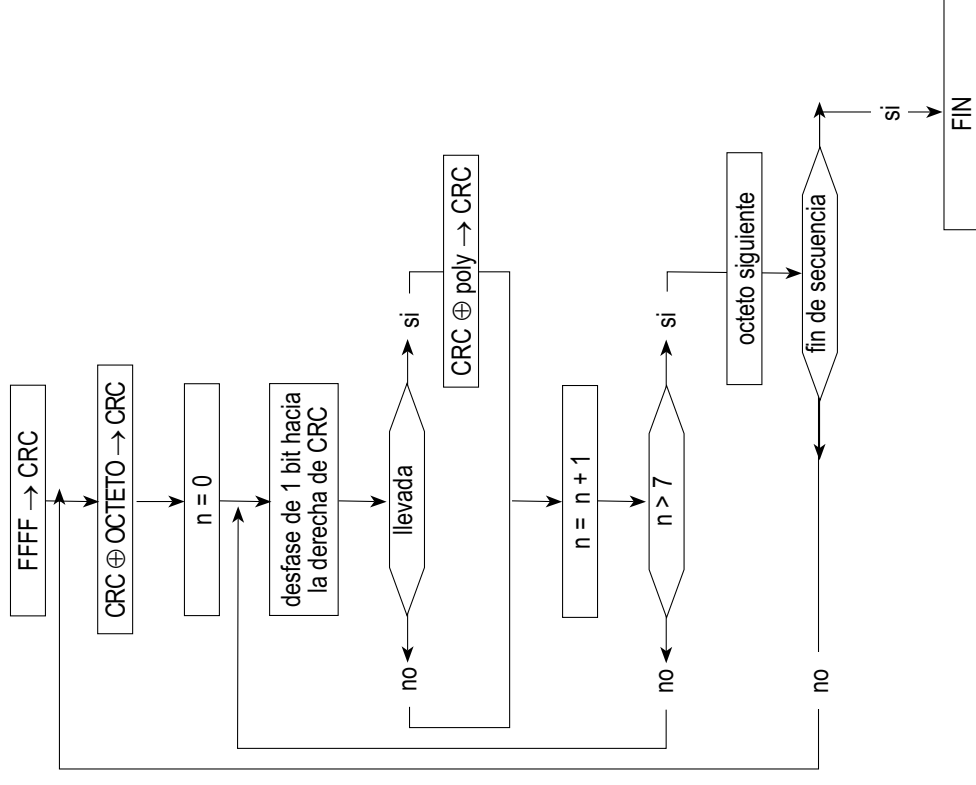 FFFF → CRC
CRC ⊕ OCTETO → CRC
n = 0
desfase de 1 bit hacia
la derecha de CRC
llevada
no
si
CRC ⊕ poly → CRC
n = n + 1
n > 7
no
si
octeto siguiente
fin de secuencia
no
si
FIN